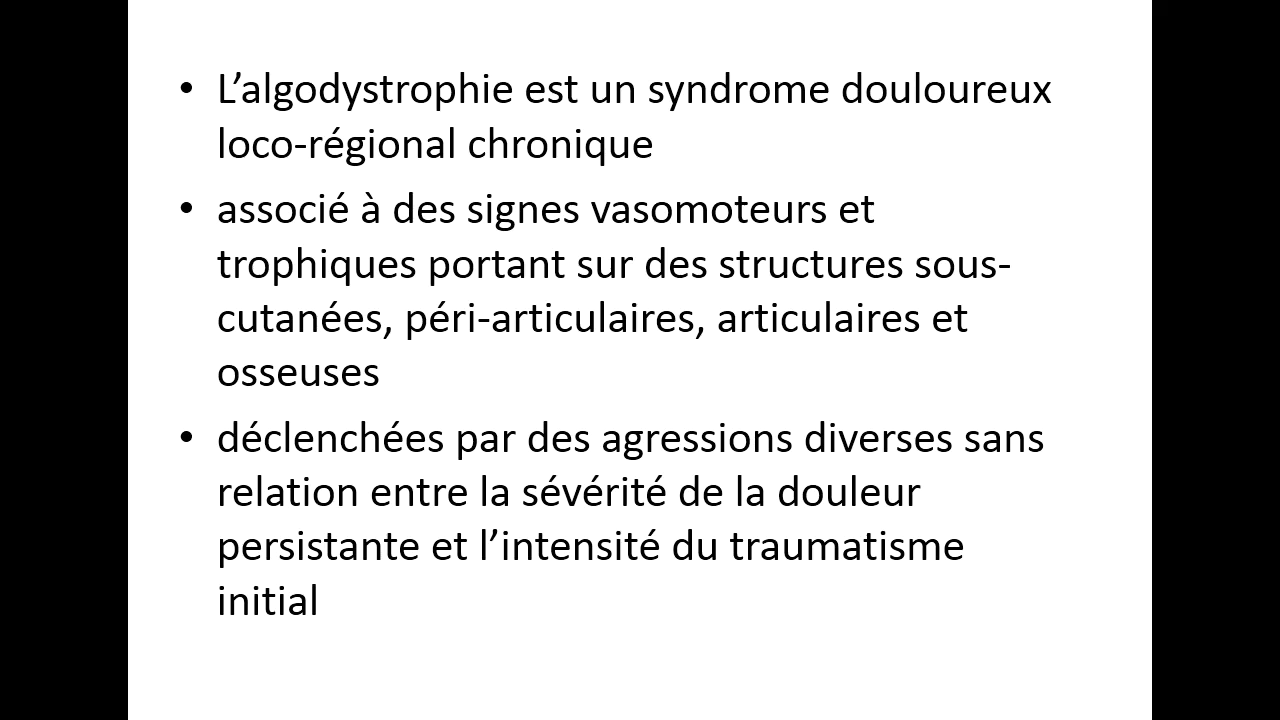 • L’algodystrophie est un syndrome douloureux
loco-régional chronique
• associé à des signes vasomoteurs et
trophiques portant sur des structures sous-
cutanées, péri-articulaires, articulaires et
osseuses
• déclenchées par des agressions diverses sans
relation entre la sévérité de la douleur
persistante et l’intensité du traumatisme
initial